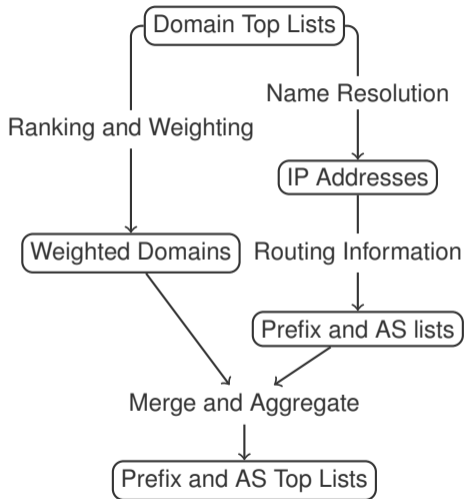 Domain Top Lists
Name Resolution
Ranking and Weighting
IP Addresses
Weighted Domains
Routing Information
Prefix and AS lists
Merge and Aggregate
Prefix and AS Top Lists